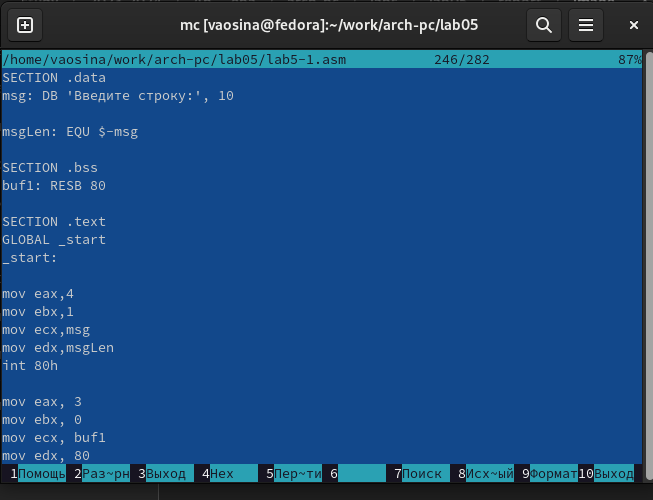 mc [vaosina@fedora]:~/work/arch-pc/lab05
/home/vaosina/work/arch-pc/lab05/lab5-1.asm 246/282 87%
SECTION .data
msg: DB 'Введите строку:', 10
msgLen: EQU $-msg
SECTION .bss
buf1: RESB 80
SECTION .text
GLOBAL _start
_start:
mov eax,4
mov ebx,1
mov ecx,msg
mov edx,msgLen
int 80h
mov eax, 3
mov ebx, 0
mov ecx, buf1
mov edx, 80
1Помощь 2Раз~рн 3Выход 4Hex 5Пер~ти 6 7Поиск 8Исх~ый 9Формат 10Выход